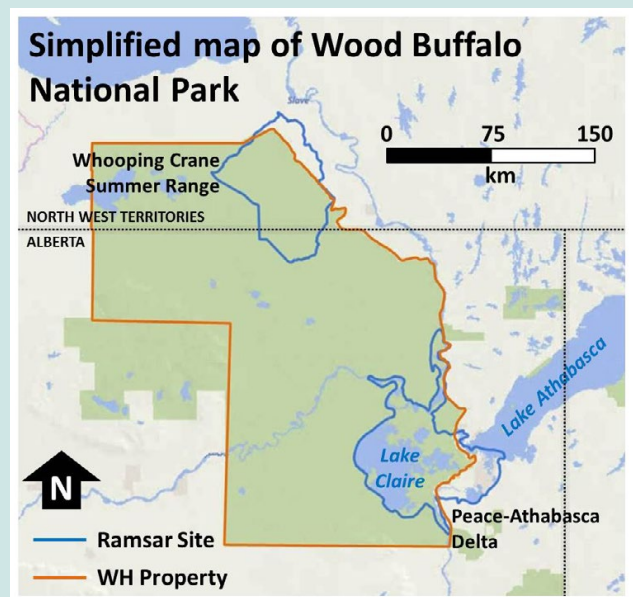 Simplified map of Wood Buffalo
National Park
Slave
0 75 150
km
Whooping Crane
Summer Range
NORTH WEST TERRITORIES
ALBERTA
Lake Athabasca
Lake
Claire
N
Peace-Athabasca
Delta
Ramsar Site
WH Property